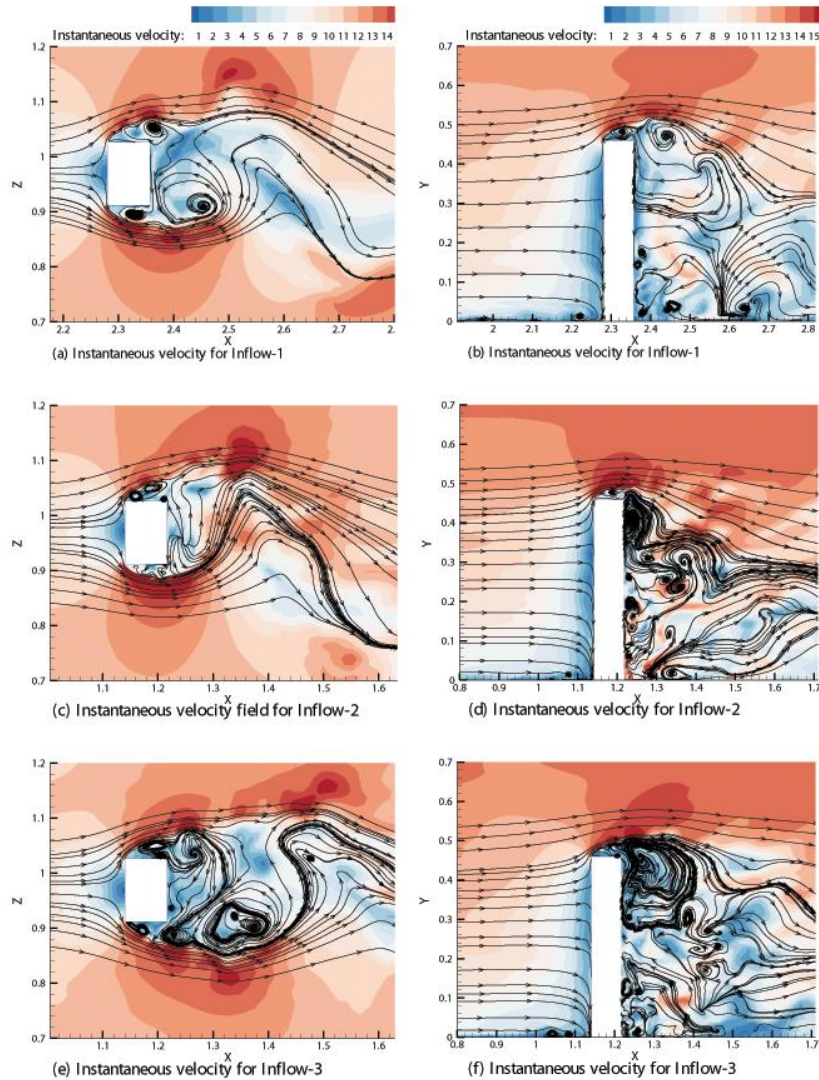 Instantaneous velocity: 1 2 3 4 5 6 7 8 9 10 11 12 13 14
Instantaneous velocity: 1 2 3 4 5 6 7 8 9 10 11 12 13 14 15
1.2
1.1
1
0.9
0.8
0.7
Z
2.2 2.3 2.4 2.5 2.6 2.7
X
(a) Instantaneous velocity for Inflow-1
0.7
0.6
0.5
0.4
0.3
0.2
0.1
0
Y
2 2.1 2.2 2.3 2.4 2.5 2.6 2.7 2.8
X
(b) Instantaneous velocity for Inflow-1
1.2
1.1
1
0.9
0.8
0.7
Z
1.1 1.2 1.3 1.4 1.5 1.6
X
(c) Instantaneous velocity field for Inflow-2
0.7
0.6
0.5
0.4
0.3
0.2
0.1
0
Y
0.8 0.9 1 1.1 1.2 1.3 1.4 1.5 1.6 1.7
X
(d) Instantaneous velocity for Inflow-2
1.2
1.1
1
0.9
0.8
0.7
Z
1.1 1.2 1.3 1.4 1.5 1.6
X
(e) Instantaneous velocity for Inflow-3
0.7
0.6
0.5
0.4
0.3
0.2
0.1
0
Y
0.8 0.9 1 1.1 1.2 1.3 1.4 1.5 1.6 1.7
X
(f) Instantaneous velocity for Inflow-3